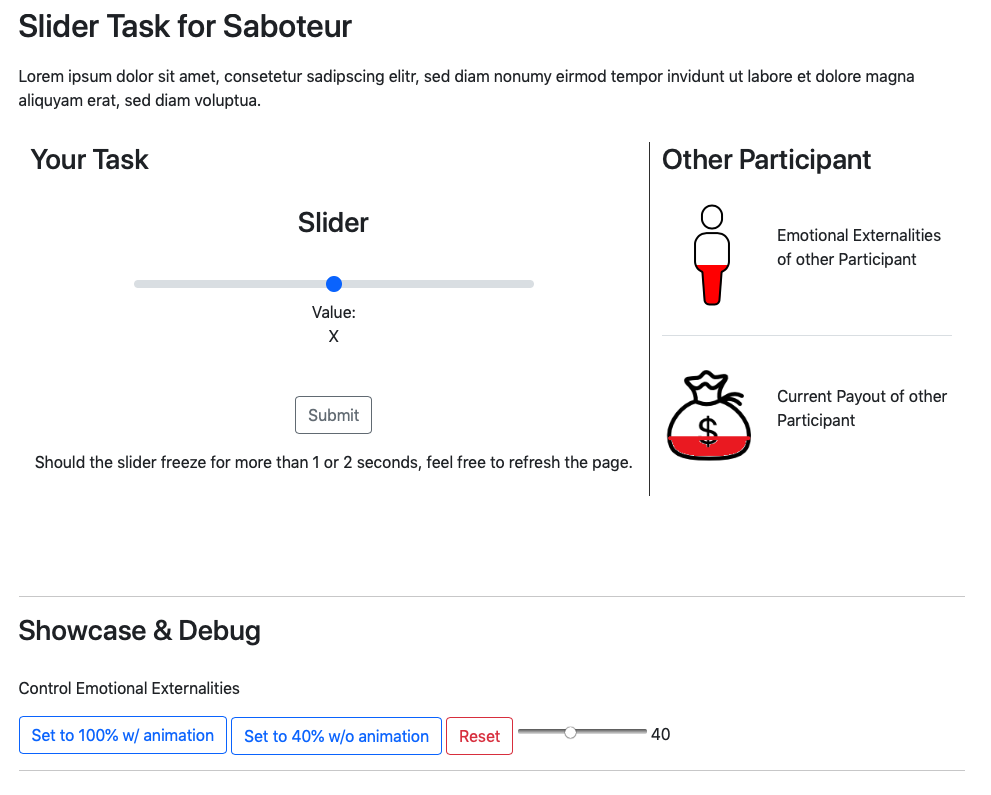 Slider Task for Saboteur
Lorem ipsum dolor sit amet, consetetur sadipscing elitr, sed diam nonumy eirmod tempor invidunt ut labore et dolore magna
aliquyam erat, sed diam voluptua.
Your Task
Slider
Value:
X
Submit
Should the slider freeze for more than 1 or 2 seconds, feel free to refresh the page.
Other Participant
Emotional Externalities
of other Participant
$
Current Payout of other
Participant
Showcase & Debug
Control Emotional Externalities
Set to 100% w/ animation
Set to 40% w/o animation
Reset
40